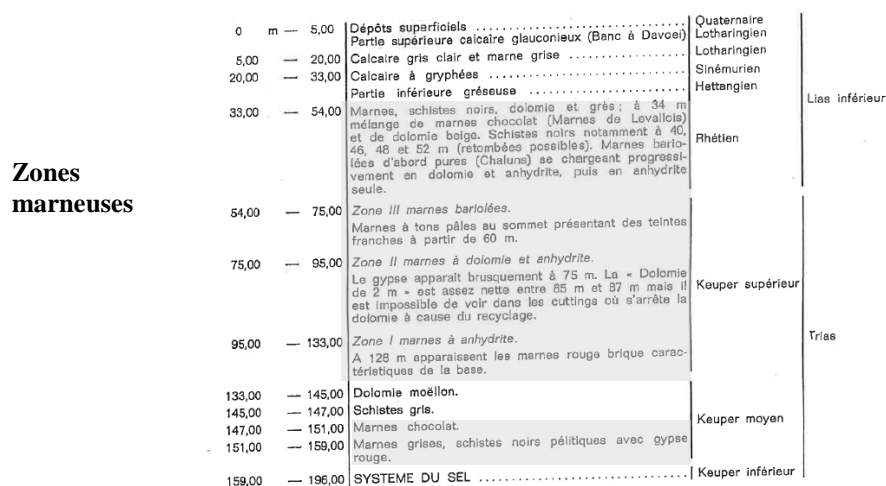 0 m — 5,00 Dépôts superficiels .......... Quaternaire
Partie supérieure calcaire glauconieux (Banc à Davoei) Lotharingien
5,00 — 20,00 Calcaire gris clair et marne grise .......... Lotharingien
20,00 — 33,00 Calcaire à gryphées .......... Sinémurien
Partie inférieure gréseuse .......... Hettangien
Lias inférieur
33,00 — 54,00 Marnes, schistes noirs, dolomie et grès ; à 34 m
mélange de marnes chocolat (Marnes de Levallois)
et de dolomie beige. Schistes noirs notamment à 40,
46, 48 et 52 m (retombées possibles). Marnes bario-
lées d'abord pures (Chaluns) se chargeant progressi-
vement en dolomie et anhydrite, puis en anhydrite
seule.
Rhétien
Zones
marneuses
54,00 — 75,00 Zone III marnes bariolées.
Marnes à tons pâles au sommet présentant des teintes
franches à partir de 60 m.
75,00 — 95,00 Zone II marnes à dolomie et anhydrite.
Le gypse apparaît brusquement à 75 m. La « Dolomie
de 2 m » est assez nette entre 85 m et 87 m mais il
est impossible de voir dans les cuttings où s'arrête la
dolomie à cause du recyclage.
Keuper supérieur
95,00 — 133,00 Zone I marnes à anhydrite.
A 128 m apparaissent les marnes rouge brique carac-
téristiques de la base.
Trias
133,00 — 145,00 Dolomie moëllon.
145,00 — 147,00 Schistes gris.
147,00 — 151,00 Marnes chocolat.
151,00 — 159,00 Marnes grises, schistes noirs pélitiques avec gypse
rouge.
Keuper moyen
159,00 — 196,00 SYSTEME DU SEL .......... Keuper inférieur